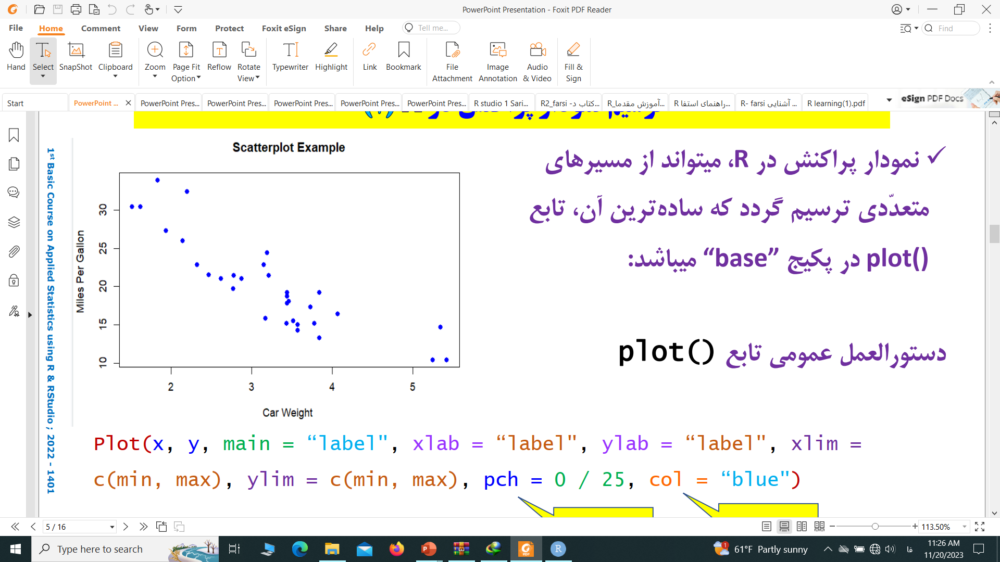 PowerPoint Presentation - Foxit PDF Reader
File Home Comment View Form Protect Foxit eSign Share Help Tell me... Find
Hand Select SnapShot Clipboard Zoom Page Fit Option Reflow Rotate View Typewriter Highlight Link Bookmark File Attachment Image Annotation Audio & Video Fill & Sign
Start PowerPoint ... PowerPoint Pres... PowerPoint Pres... PowerPoint Pres... PowerPoint Pres... PowerPoint Pres... R studio 1 Sari... R2_farsi -کتاب د... R_آموزش مقدما... R راهنمای استفا... R- farsi آشنایی ... R learning(1).pdf eSign PDF Docs
1st Basic Course on Applied Statistics using R & RStudio ; 2022 - 1401
Scatterplot Example
Miles Per Gallon
30
25
20
15
10
2 3 4 5
Car Weight
✓ نمودار پراکنش در R، میتواند از مسیرهای
متعدّدی ترسیم گردد که ساده‌ترین آن، تابع
plot() در پکیج “base” میباشد:
دستورالعمل عمومی تابع plot()
Plot(x, y, main = “label", xlab = “label", ylab = “label", xlim =
c(min, max), ylim = c(min, max), pch = 0 / 25, col = “blue")
5 / 16 113.50%
Type here to search 61°F Partly sunny فا 11:26 AM
11/20/2023